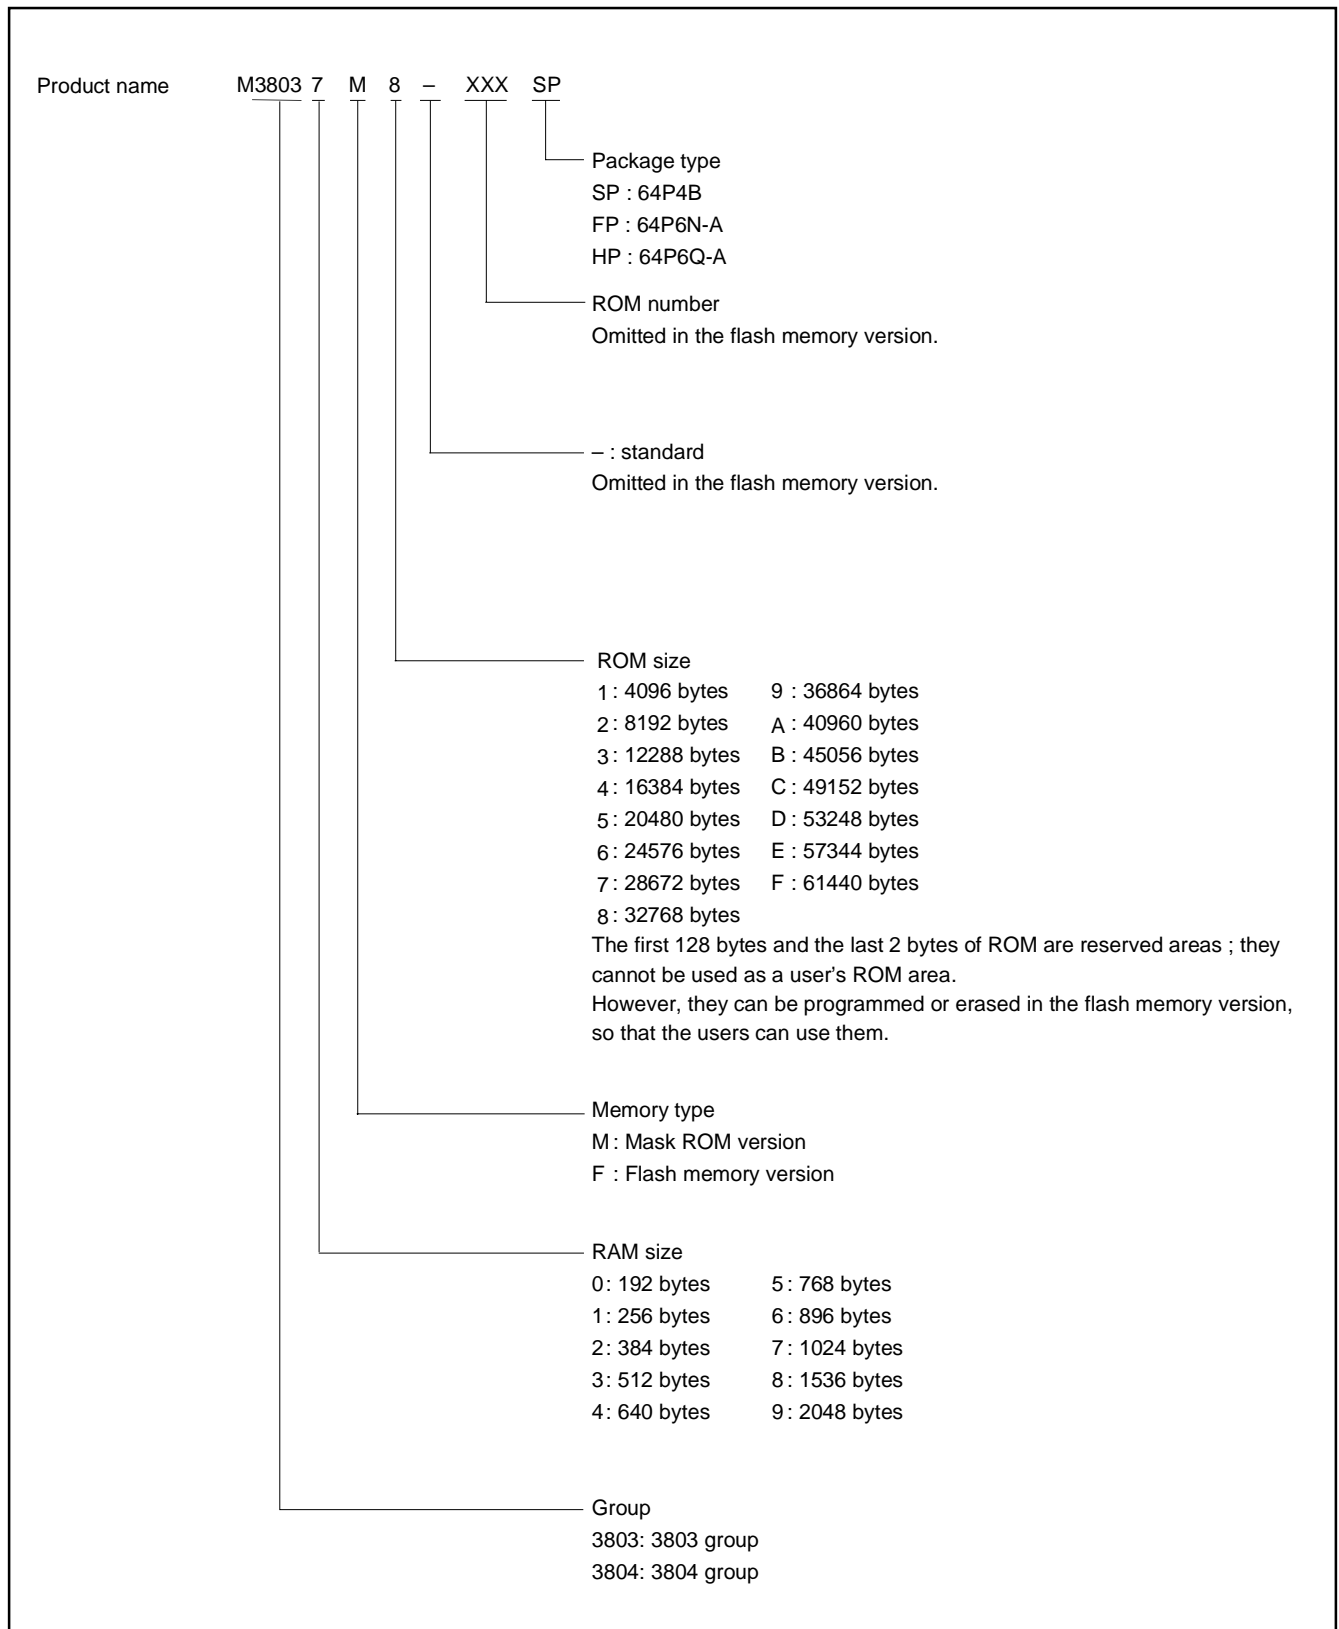 Product name M3803 7 M 8 – XXX SP
Package type
SP : 64P4B
FP : 64P6N-A
HP : 64P6Q-A
ROM number
Omitted in the flash memory version.
– : standard
Omitted in the flash memory version.
ROM size
1 : 4096 bytes 9 : 36864 bytes
2 : 8192 bytes A : 40960 bytes
3 : 12288 bytes B : 45056 bytes
4 : 16384 bytes C : 49152 bytes
5 : 20480 bytes D : 53248 bytes
6 : 24576 bytes E : 57344 bytes
7 : 28672 bytes F : 61440 bytes
8 : 32768 bytes
The first 128 bytes and the last 2 bytes of ROM are reserved areas ; they
cannot be used as a user’s ROM area.
However, they can be programmed or erased in the flash memory version,
so that the users can use them.
Memory type
M : Mask ROM version
F : Flash memory version
RAM size
0 : 192 bytes 5 : 768 bytes
1 : 256 bytes 6 : 896 bytes
2 : 384 bytes 7 : 1024 bytes
3 : 512 bytes 8 : 1536 bytes
4 : 640 bytes 9 : 2048 bytes
Group
3803: 3803 group
3804: 3804 group